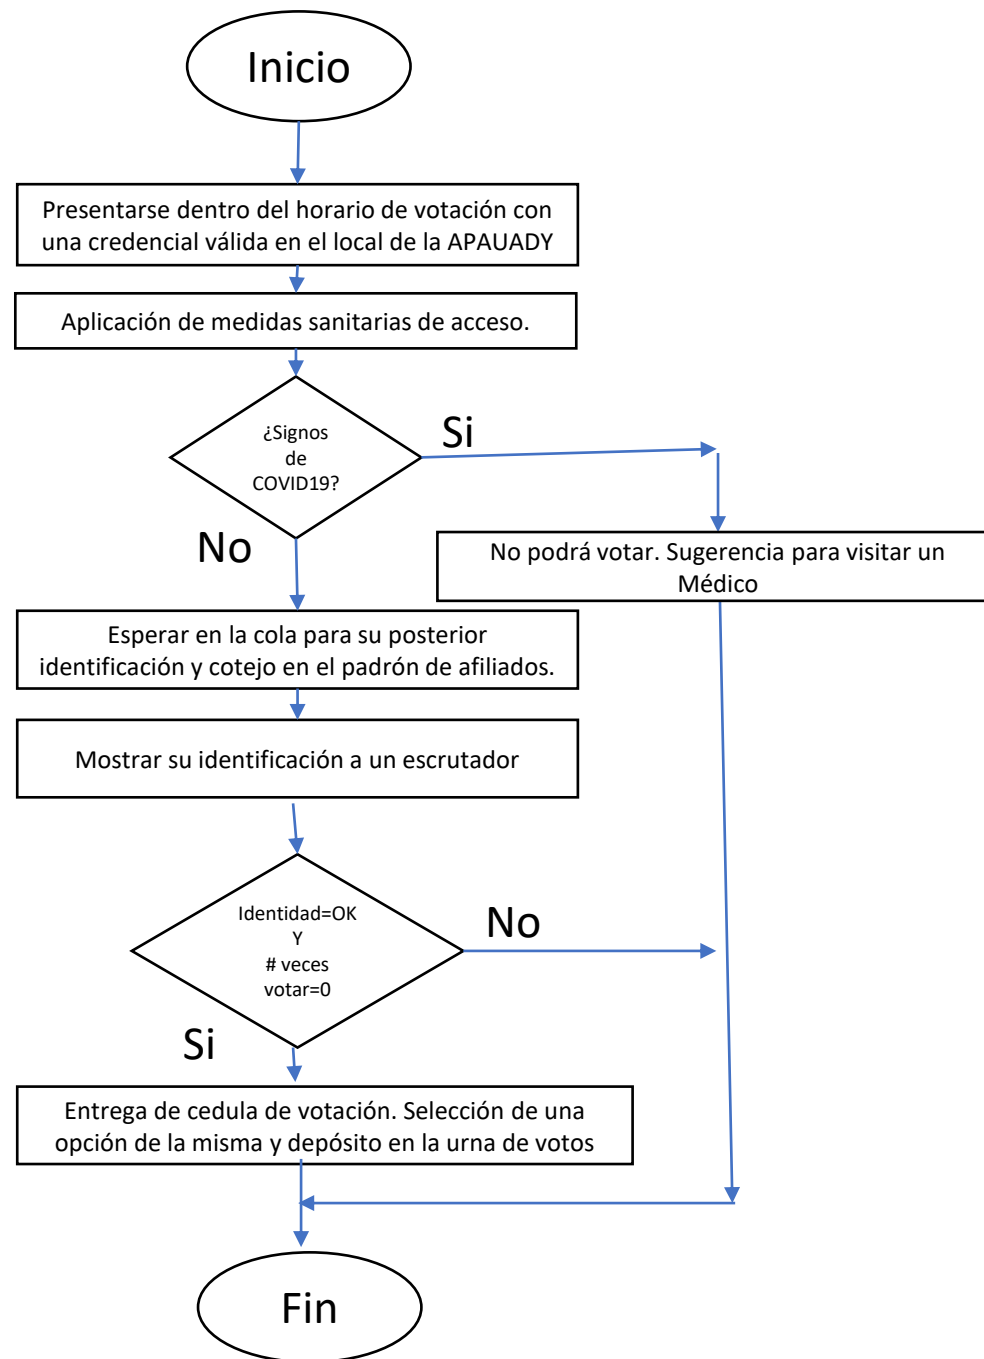 Inicio
Presentarse dentro del horario de votación con
una credencial válida en el local de la APAUADY
Aplicación de medidas sanitarias de acceso.
¿Signos
de
COVID19?
Si
No
No podrá votar. Sugerencia para visitar un
Médico
Esperar en la cola para su posterior
identificación y cotejo en el padrón de afiliados.
Mostrar su identificación a un escrutador
Identidad=OK
Y
# veces
votar=0
No
Si
Entrega de cedula de votación. Selección de una
opción de la misma y depósito en la urna de votos
Fin